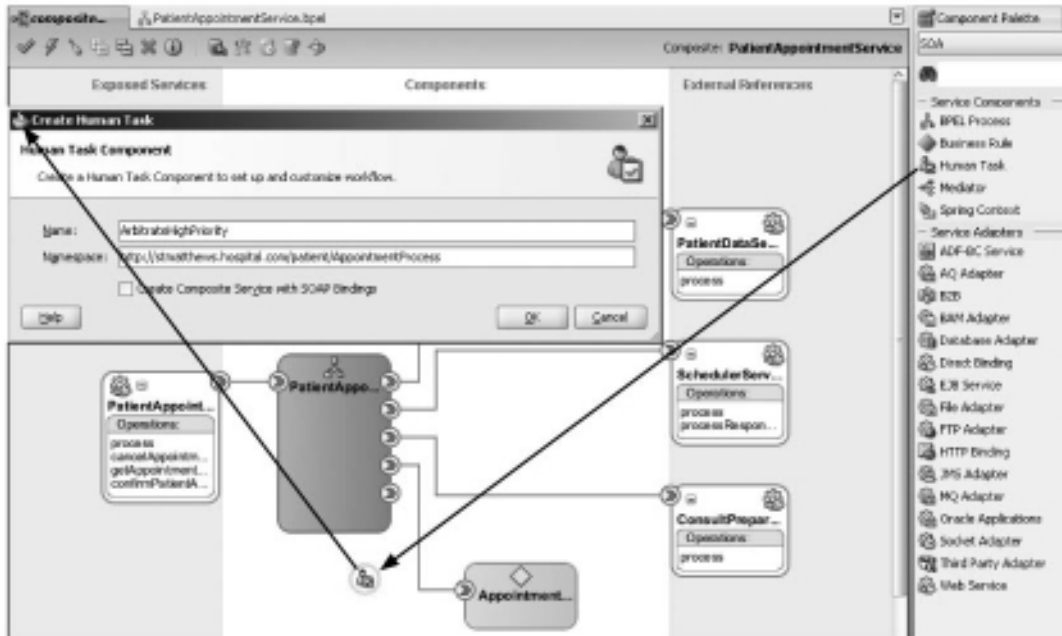 composite...
PatientAppointmentService.bpel
Composite: PatientAppointmentService
Exposed Services
Components
External References
Create Human Task
Human Task Component
Create a Human Task Component to set up and customize workflow.
Name: ArbitrateHighPriority
Namespace: http://stmatthews.hospital.com/patient/AppointmentProcess
Create Composite Service with SOAP Bindings
Help
OK
Cancel
PatientAppoint...
Operations:
process
cancelAppointm...
getAppointment...
confirmPatientA...
PatientAppo...
Appointment...
PatientDataSe...
Operations:
process
SchedulerServ...
Operations:
process
processRespon...
ConsultPrepar...
Operations:
process
Component Palette
SOA
Service Components
BPEL Process
Business Rule
Human Task
Mediator
Spring Context
Service Adapters
ADF-BC Service
AQ Adapter
B2B
BAM Adapter
Database Adapter
Direct Binding
EJB Service
File Adapter
FTP Adapter
HTTP Binding
JMS Adapter
MQ Adapter
Oracle Applications
Socket Adapter
Third Party Adapter
Web Service